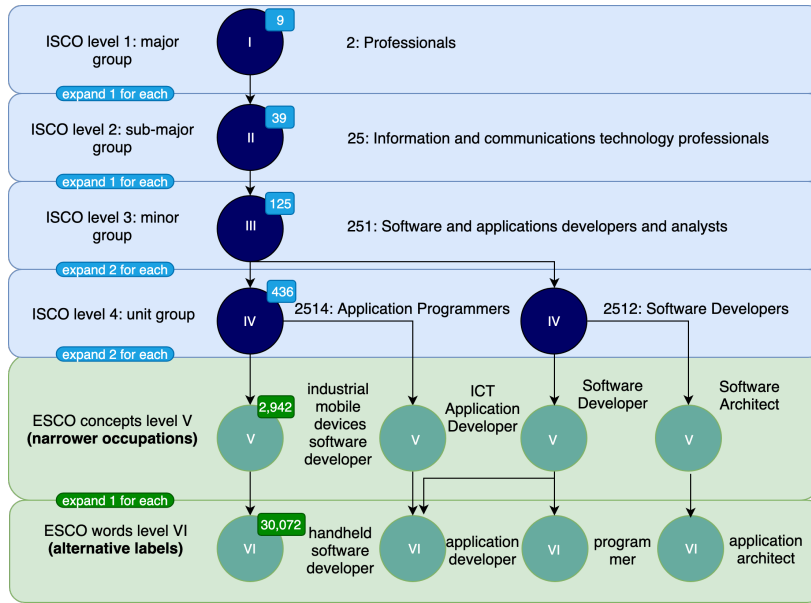 9
ISCO level 1: major
group
I
2: Professionals
expand 1 for each
39
ISCO level 2: sub-major
group
II
25: Information and communications technology professionals
expand 1 for each
125
ISCO level 3: minor
group
III
251: Software and applications developers and analysts
expand 2 for each
436
ISCO level 4: unit group
IV
2514: Application Programmers
IV
2512: Software Developers
expand 2 for each
2,942
ESCO concepts level V
(narrower occupations)
V
industrial
mobile
devices
software
developer
V
ICT
Application
Developer
V
Software
Developer
V
Software
Architect
expand 1 for each
30,072
ESCO words level VI
(alternative labels)
VI
handheld
software
developer
VI
application
developer
VI
program
mer
VI
application
architect